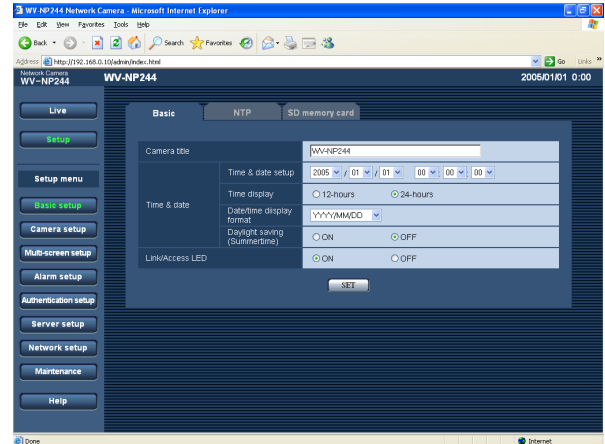 WV-NP244 Network Camera - Microsoft Internet Explorer
File Edit View Favorites Tools Help
Back Search Favorites
Address http://192.168.0.10/admin/index.html Go Links »
Network Camera
WV-NP244
WV-NP244
2005/01/01 0:00
Live
Setup
Setup menu
Basic setup
Camera setup
Multi-screen setup
Alarm setup
Authentication setup
Server setup
Network setup
Maintenance
Help
Basic NTP SD memory card
Camera title WV-NP244
Time & date
Time & date setup 2005 / 01 / 01 00 : 00 : 00
Time display 12-hours 24-hours
Date/time display
format
YYYY/MM/DD
Daylight saving
(Summertime)
ON OFF
Link/Access LED ON OFF
SET
Done Internet